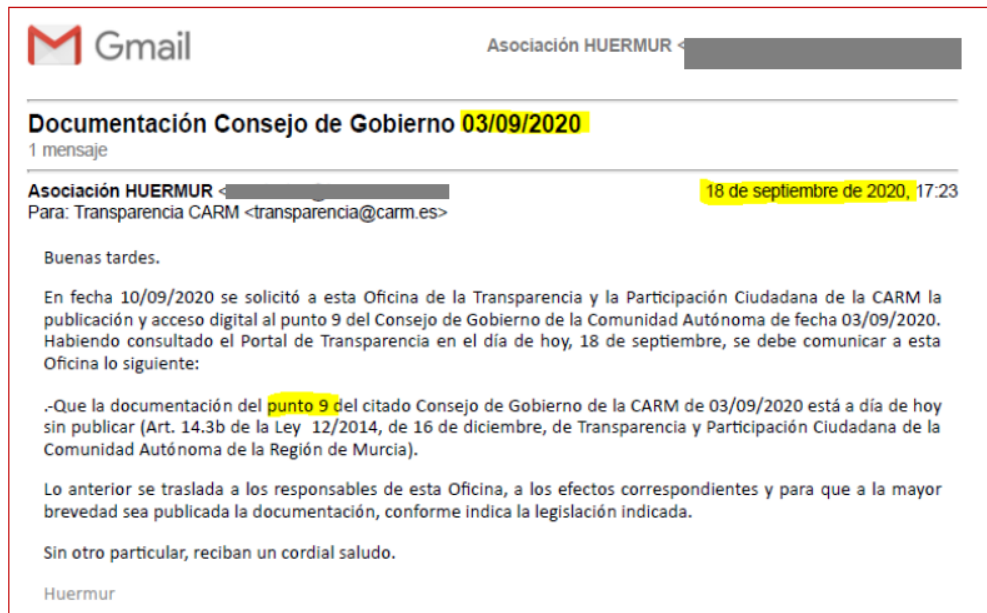 Gmail
Asociación HUERMUR <
Documentación Consejo de Gobierno 03/09/2020
1 mensaje
Asociación HUERMUR <
18 de septiembre de 2020, 17:23
Para: Transparencia CARM <transparencia@carm.es>
Buenas tardes.
En fecha 10/09/2020 se solicitó a esta Oficina de la Transparencia y la Participación Ciudadana de la CARM la
publicación y acceso digital al punto 9 del Consejo de Gobierno de la Comunidad Autónoma de fecha 03/09/2020.
Habiendo consultado el Portal de Transparencia en el día de hoy, 18 de septiembre, se debe comunicar a esta
Oficina lo siguiente:
.-Que la documentación del punto 9 del citado Consejo de Gobierno de la CARM de 03/09/2020 está a día de hoy
sin publicar (Art. 14.3b de la Ley 12/2014, de 16 de diciembre, de Transparencia y Participación Ciudadana de la
Comunidad Autónoma de la Región de Murcia).
Lo anterior se traslada a los responsables de esta Oficina, a los efectos correspondientes y para que a la mayor
brevedad sea publicada la documentación, conforme indica la legislación indicada.
Sin otro particular, reciban un cordial saludo.
Huermur